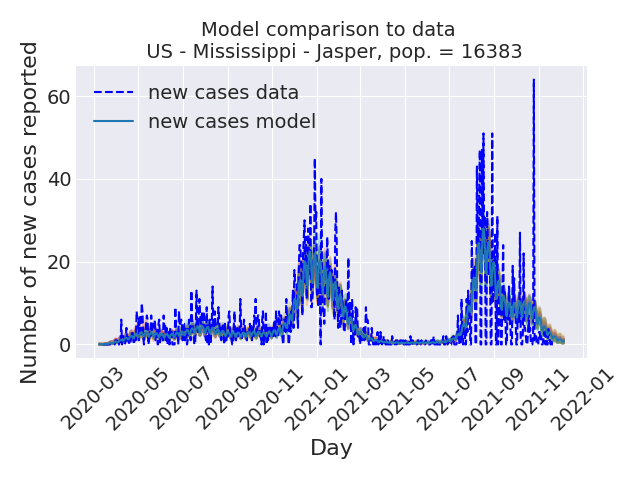 Model comparison to data
US - Mississippi - Jasper, pop. = 16383
Number of new cases reported
60
40
20
0
new cases data
new cases model
2020-03
2020-05
2020-07
2020-09
2020-11
2021-01
2021-03
2021-05
2021-07
2021-09
2021-11
2022-01
Day